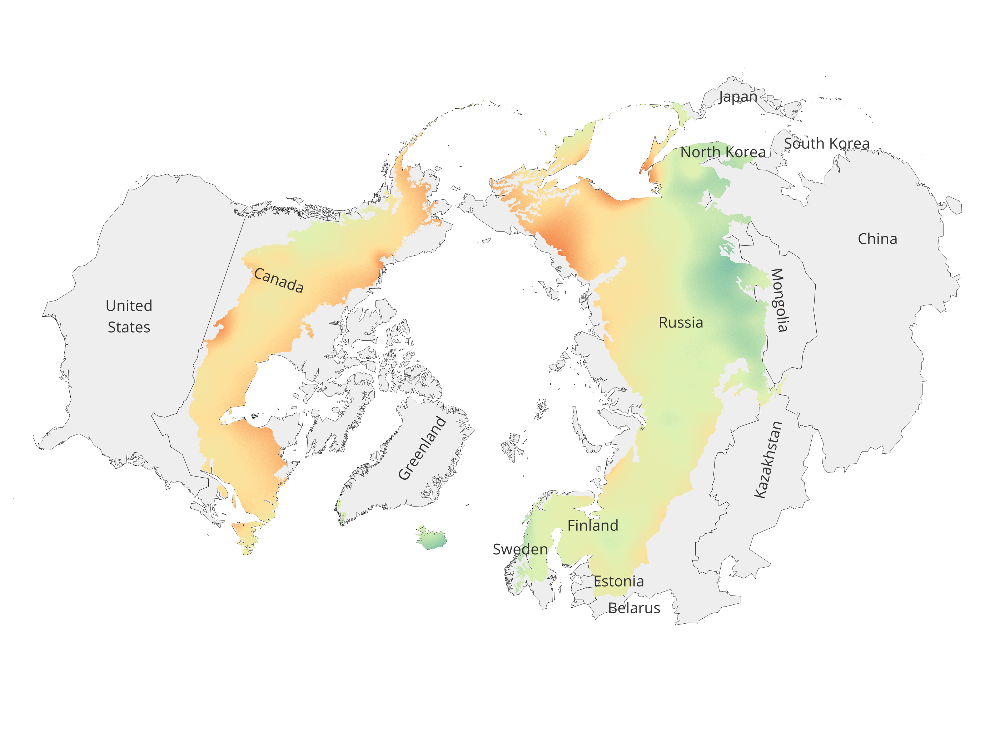 Japan
South Korea
North Korea
China
Canada
Mongolia
United
States
Russia
Greenland
Kazakhstan
Finland
Sweden
Estonia
Belarus